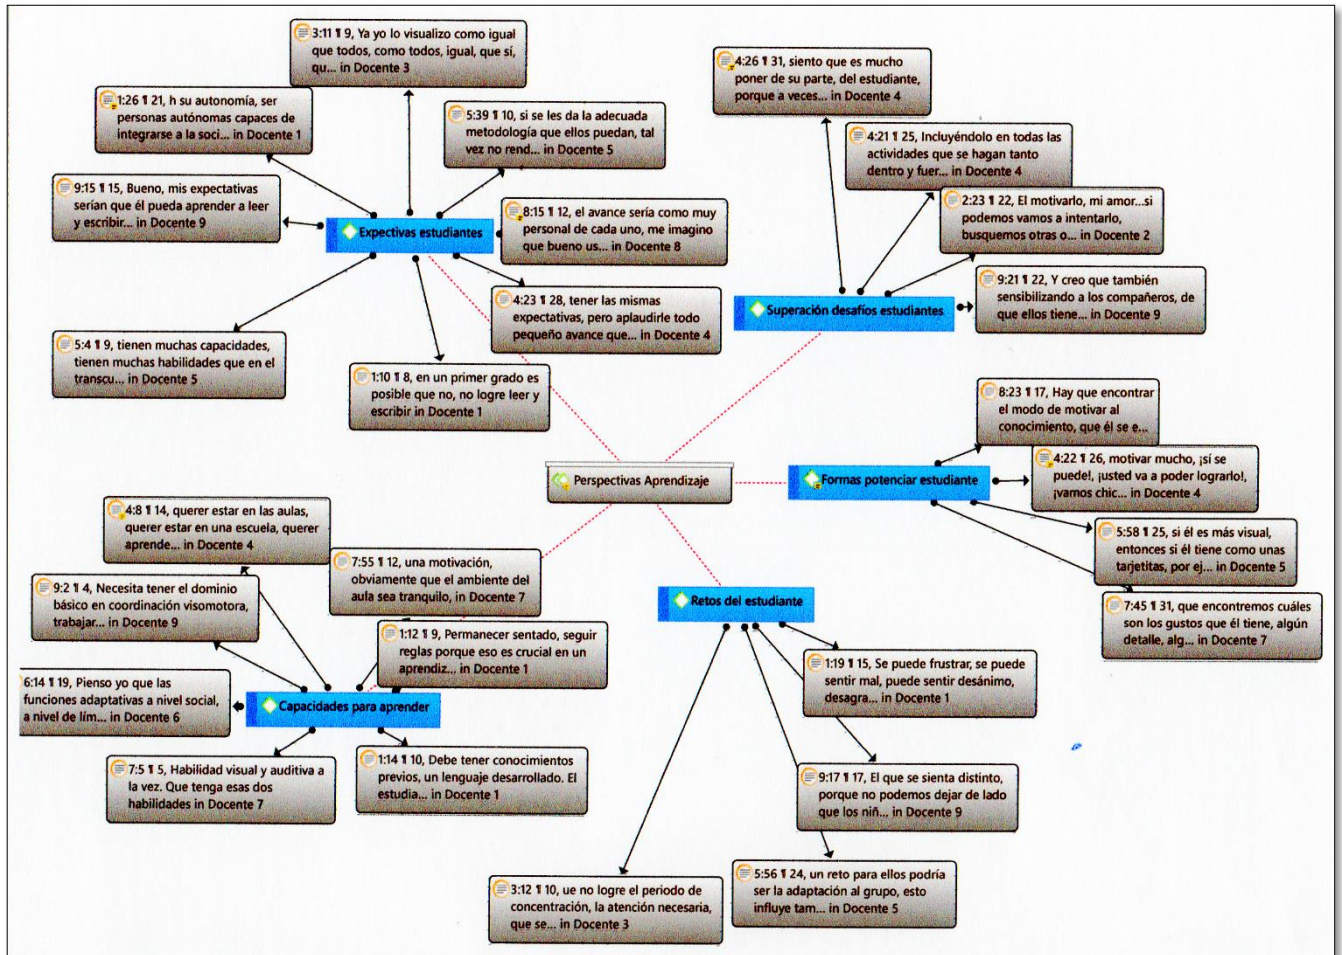 3:11 ¶ 9, Ya yo lo visualizo como igual
que todos, como todos, igual, que sí,
qu... in Docente 3
1:26 ¶ 21, h su autonomía, ser
personas autónomas capaces de
integrarse a la soci... in Docente 1
5:39 ¶ 10, si se les da la adecuada
metodología que ellos puedan, tal
vez no rend... in Docente 5
9:15 ¶ 15, Bueno, mis expectativas
serían que él pueda aprender a leer
y escribir... in Docente 9
Expectivas estudiantes
8:15 ¶ 12, el avance sería como muy
personal de cada uno, me imagino
que bueno us... in Docente 8
4:23 ¶ 28, tener las mismas
expectativas, pero aplaudirle todo
pequeño avance que... in Docente 4
5:4 ¶ 9, tienen muchas capacidades,
tienen muchas habilidades que en el
transcu... in Docente 5
1:10 ¶ 8, en un primer grado es
posible que no, no logre leer y
escribir in Docente 1
4:26 ¶ 31, siento que es mucho
poner de su parte, del estudiante,
porque a veces... in Docente 4
4:21 ¶ 25, Incluyéndolo en todas las
actividades que se hagan tanto
dentro y fuer... in Docente 4
2:23 ¶ 22, El motivarlo, mi amor...si
podemos vamos a intentarlo,
busquemos otras o... in Docente 2
9:21 ¶ 22, Y creo que también
sensibilizando a los compañeros, de
que ellos tiene... in Docente 9
Superación desafíos estudiantes
8:23 ¶ 17, Hay que encontrar
el modo de motivar al
conocimiento, que él se e...
4:22 ¶ 26, motivar mucho, ¡sí se
puede!, ¡usted va a poder lograrlo!,
¡vamos chic... in Docente 4
Formas potenciar estudiante
5:58 ¶ 25, si él es más visual,
entonces si él tiene como unas
tarjetitas, por ej... in Docente 5
7:45 ¶ 31, que encontremos cuáles
son los gustos que él tiene, algún
detalle, alg... in Docente 7
Perspectivas Aprendizaje
4:8 ¶ 14, querer estar en las aulas,
querer estar en una escuela, querer
aprende... in Docente 4
7:55 ¶ 12, una motivación,
obviamente que el ambiente del
aula sea tranquilo, in Docente 7
9:2 ¶ 4, Necesita tener el dominio
básico en coordinación visomotora,
trabajar... in Docente 9
1:12 ¶ 9, Permanecer sentado, seguir
reglas porque eso es crucial en un
aprendiz... in Docente 1
6:14 ¶ 19, Pienso yo que las
funciones adaptativas a nivel social,
a nivel de lím... in Docente 6
Capacidades para aprender
7:5 ¶ 5, Habilidad visual y auditiva a
la vez. Que tenga esas dos
habilidades in Docente 7
1:14 ¶ 10, Debe tener conocimientos
previos, un lenguaje desarrollado. El
estudia... in Docente 1
Retos del estudiante
1:19 ¶ 15, Se puede frustrar, se puede
sentir mal, puede sentir desánimo,
desagra... in Docente 1
9:17 ¶ 17, El que se sienta distinto,
porque no podemos dejar de lado
que los niñ... in Docente 9
3:12 ¶ 10, ue no logre el periodo de
concentración, la atención necesaria,
que se... in Docente 3
5:56 ¶ 24, un reto para ellos podría
ser la adaptación al grupo, esto
influye tam... in Docente 5